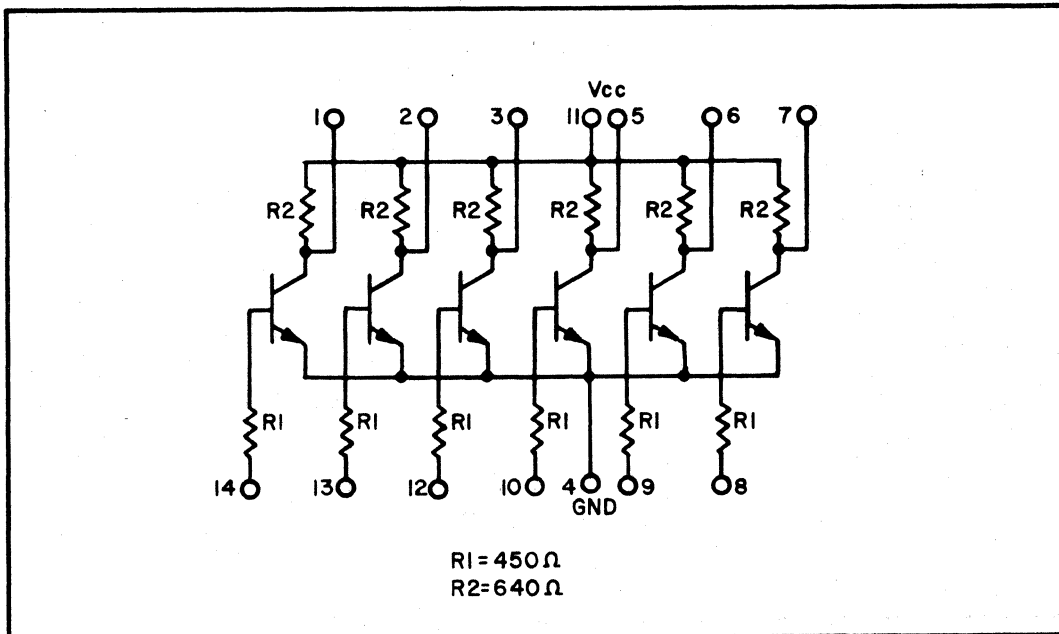 Vcc
1 2 3 11 5 6 7
R2 R2 R2 R2 R2 R2
R1 R1 R1 R1 R1 R1
14 13 12 10 4 9 8
GND
R1=450Ω
R2=640Ω